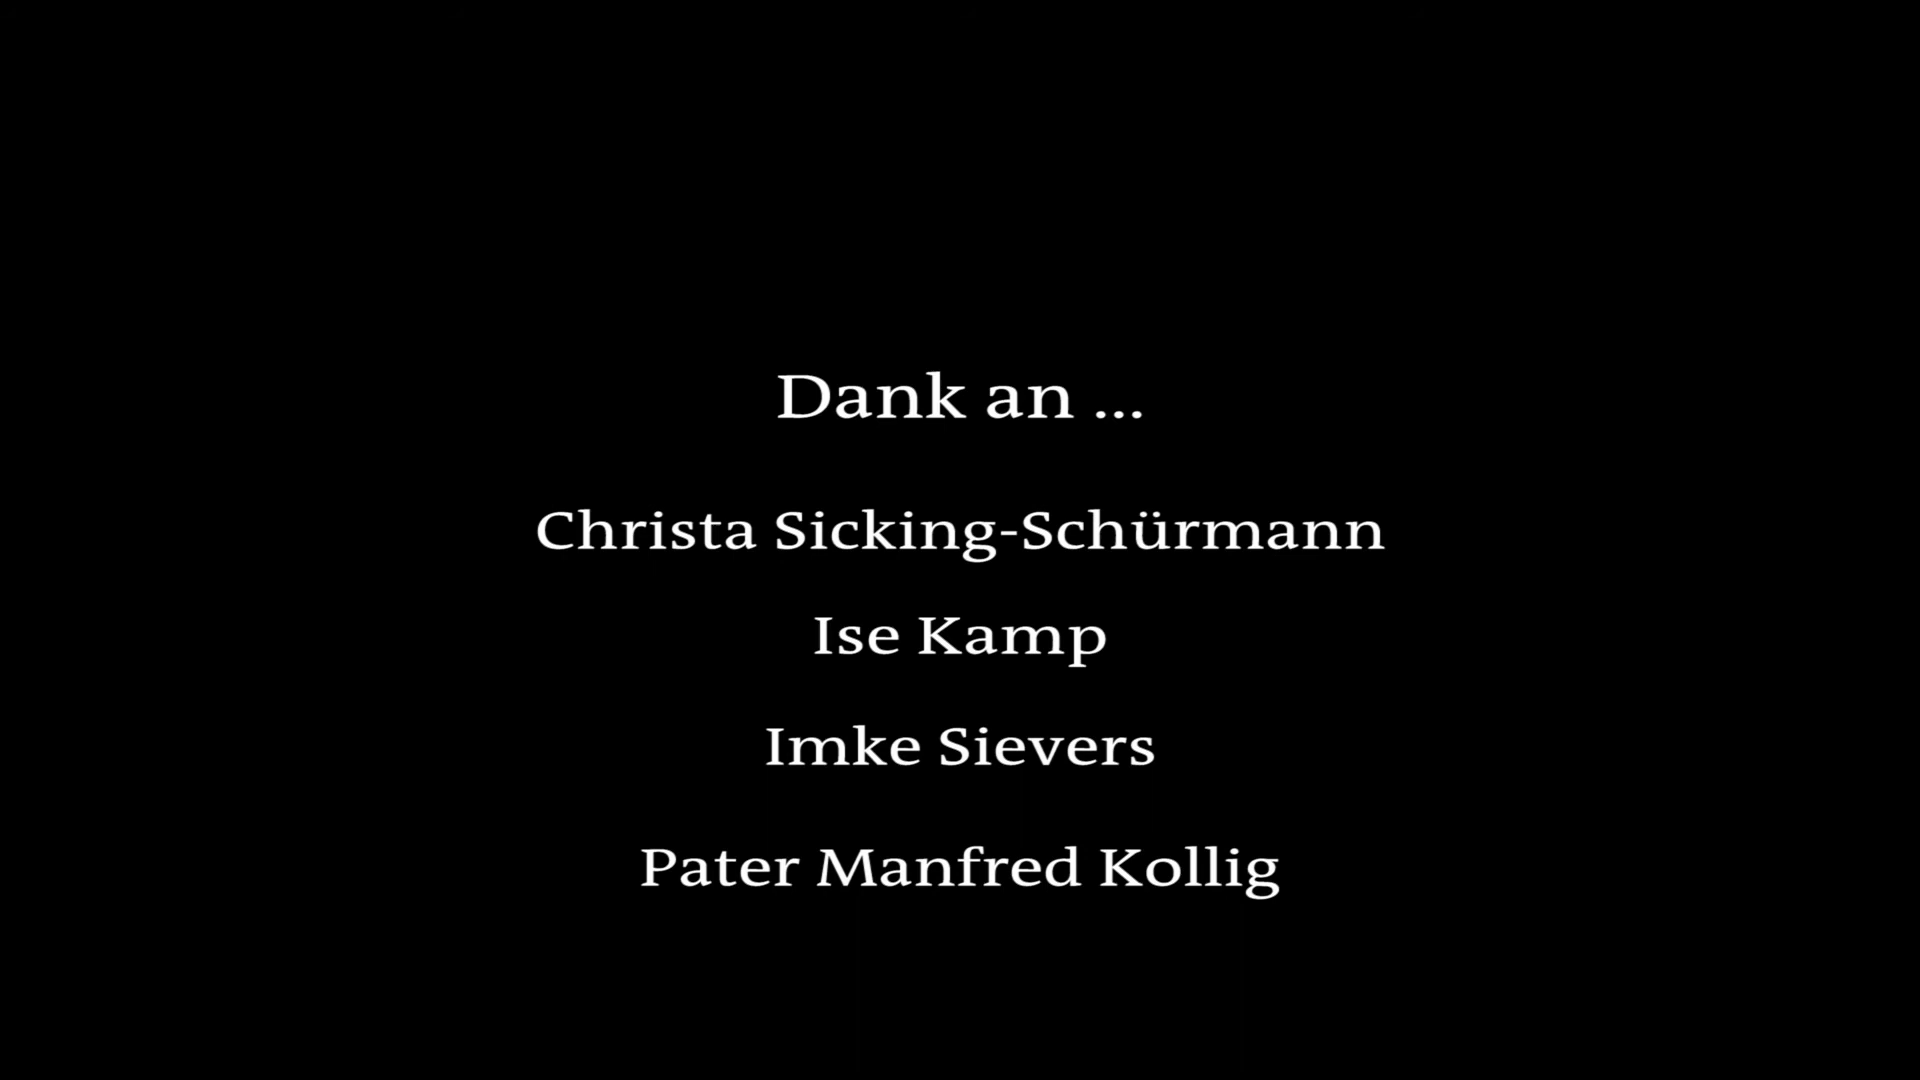 Dank an ...
Christa Sicking-Schürmann
Ise Kamp
Imke Sievers
Pater Manfred Kollig